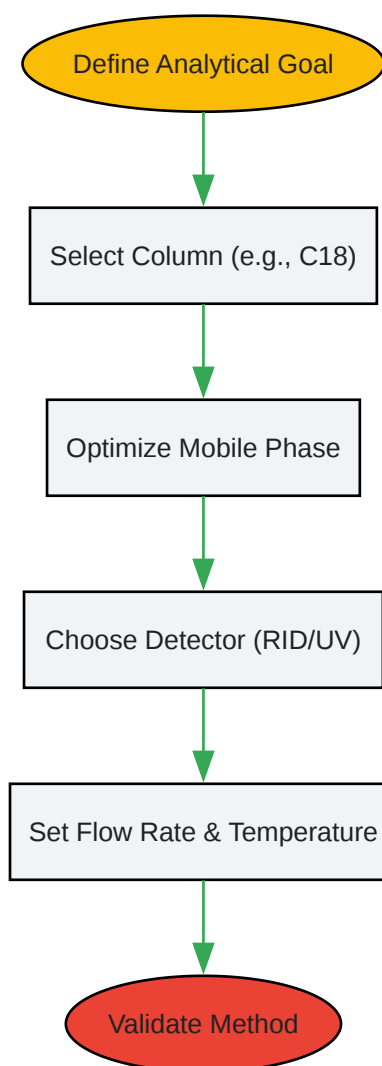 Define Analytical Goal
Select Column (e.g., C18)
Optimize Mobile Phase
Choose Detector (RID/UV)
Set Flow Rate & Temperature
Validate Method